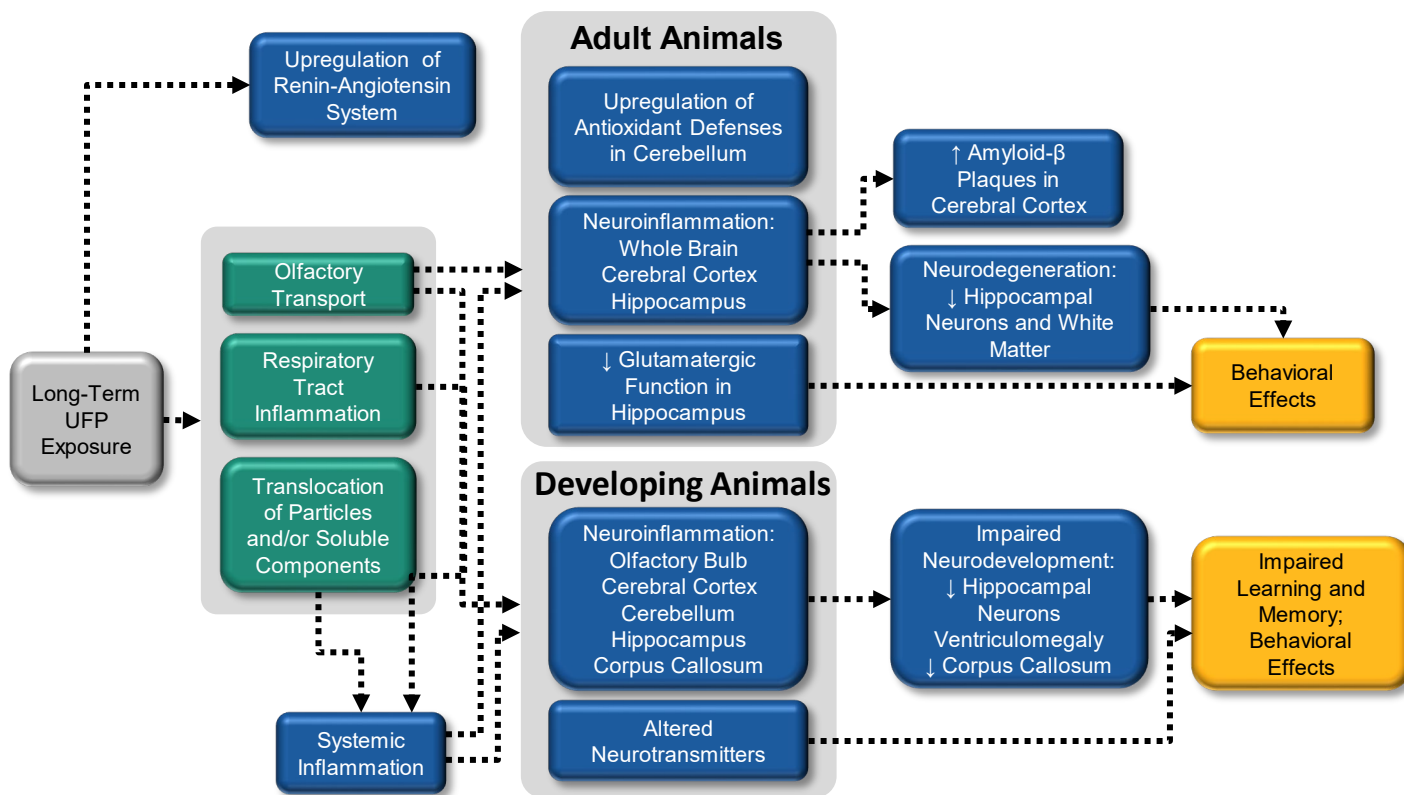 Upregulation of
Renin-Angiotensin
System
Long-Term
UFP
Exposure
Olfactory
Transport
Respiratory
Tract
Inflammation
Translocation
of Particles
and/or Soluble
Components
Systemic
Inflammation
Adult Animals
Upregulation of
Antioxidant Defenses
in Cerebellum
Neuroinflammation:
Whole Brain
Cerebral Cortex
Hippocampus
↓ Glutamatergic
Function in
Hippocampus
↑ Amyloid-β
Plaques in
Cerebral Cortex
Neurodegeneration:
↓ Hippocampal
Neurons and White
Matter
Behavioral
Effects
Developing Animals
Neuroinflammation:
Olfactory Bulb
Cerebral Cortex
Cerebellum
Hippocampus
Corpus Callosum
Altered
Neurotransmitters
Impaired
Neurodevelopment:
↓ Hippocampal
Neurons
Ventriculomegaly
↓ Corpus Callosum
Impaired
Learning and
Memory;
Behavioral
Effects